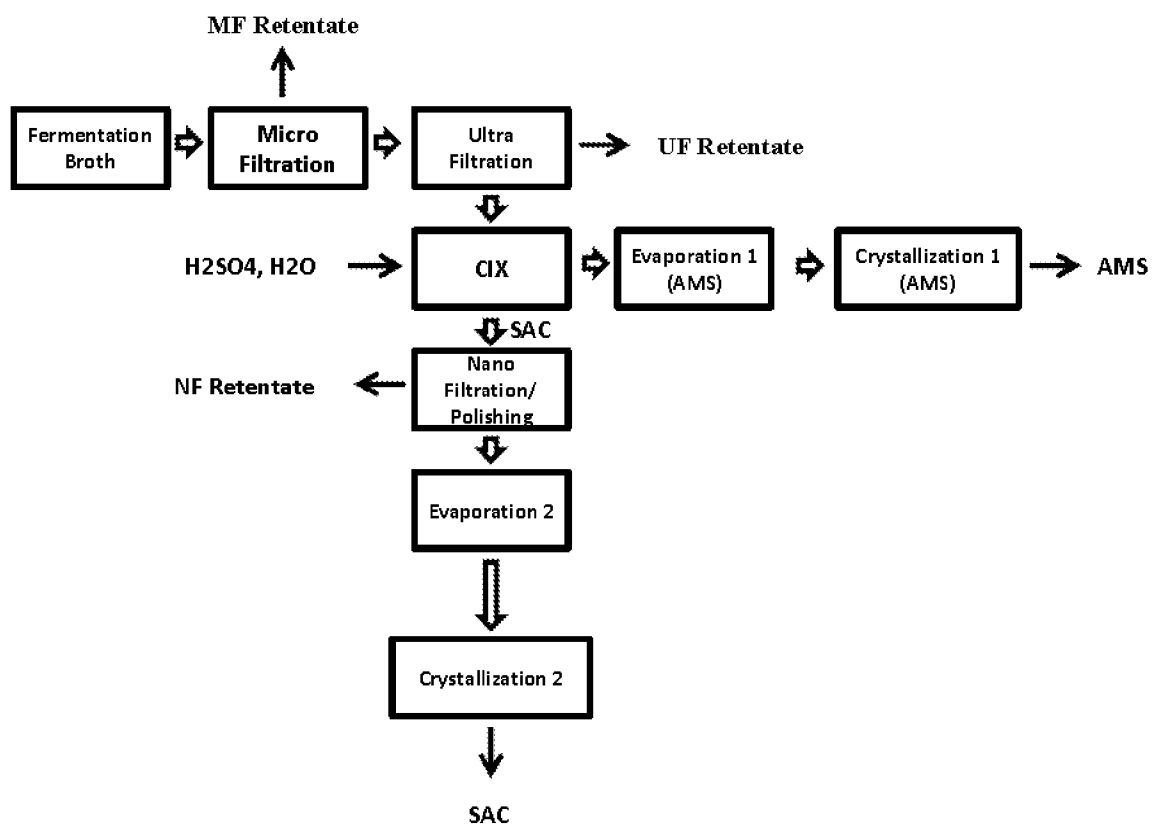 MF Retentate
Fermentation
Broth
Micro
Filtration
Ultra
Filtration
UF Retentate
H2SO4, H2O
CIX
Evaporation 1
(AMS)
Crystallization 1
(AMS)
AMS
SAC
NF Retentate
Nano
Filtration/
Polishing
Evaporation 2
Crystallization 2
SAC